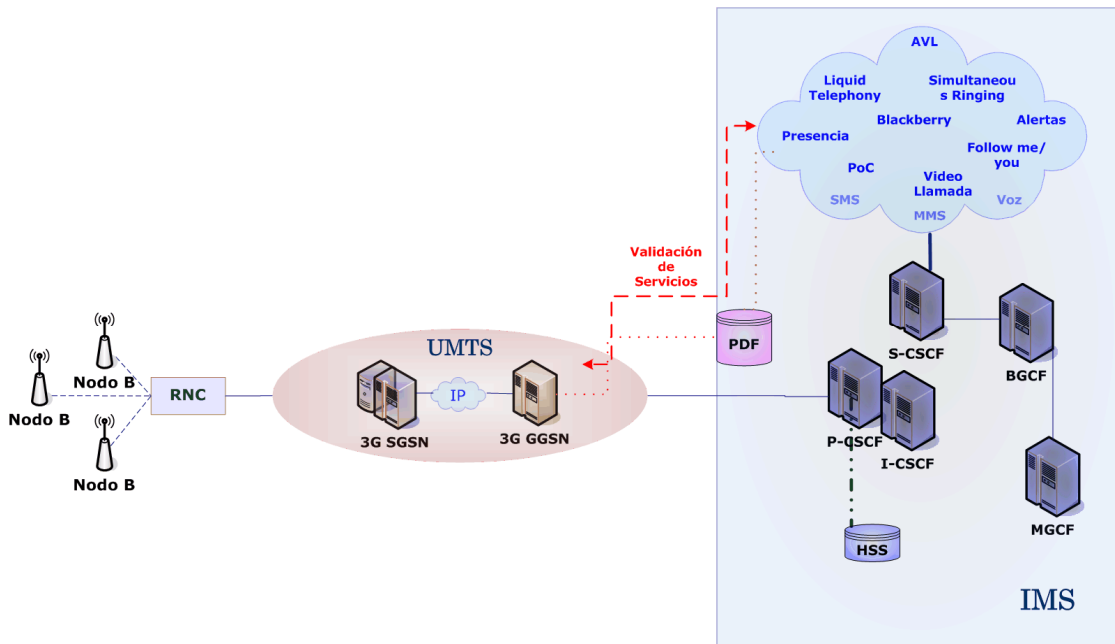 AVL
Liquid
Telephony
Simultaneou
s Ringing
Blackberry
Alertas
Presencia
Follow me/
you
PoC
Video
Llamada
SMS
MMS
Voz
Validación
de
Servicios
S-CSCF
BGCF
PDF
UMTS
Nodo B
Nodo B
Nodo B
RNC
IP
3G SGSN
3G GGSN
P-CSCF
I-CSCF
MGCF
HSS
IMS